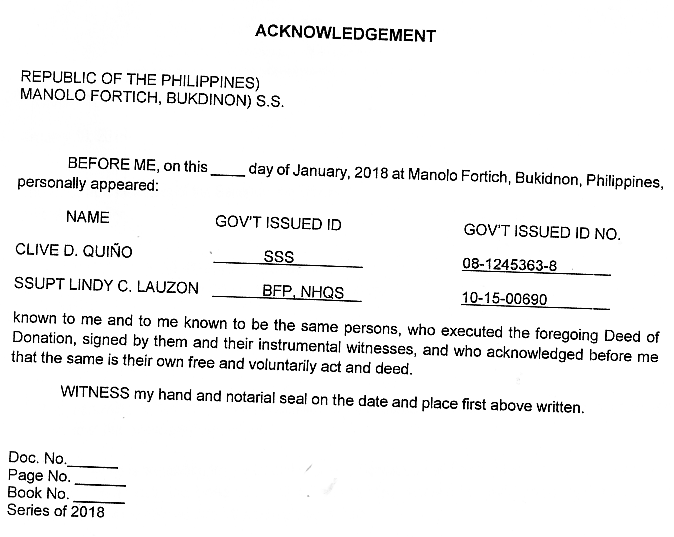 ACKNOWLEDGEMENT
REPUBLIC OF THE PHILIPPINES)
MANOLO FORTICH, BUKDINON) S.S.
BEFORE ME, on this ____ day of January, 2018 at Manolo Fortich, Bukidnon, Philippines,
personally appeared:
NAME GOV'T ISSUED ID GOV'T ISSUED ID NO.
CLIVE D. QUIÑO SSS 08-1245363-8
SSUPT LINDY C. LAUZON BFP, NHQS 10-15-00690
known to me and to me known to be the same persons, who executed the foregoing Deed of
Donation, signed by them and their instrumental witnesses, and who acknowledged before me
that the same is their own free and voluntarily act and deed.
WITNESS my hand and notarial seal on the date and place first above written.
Doc. No.______
Page No. ______
Book No. ______
Series of 2018